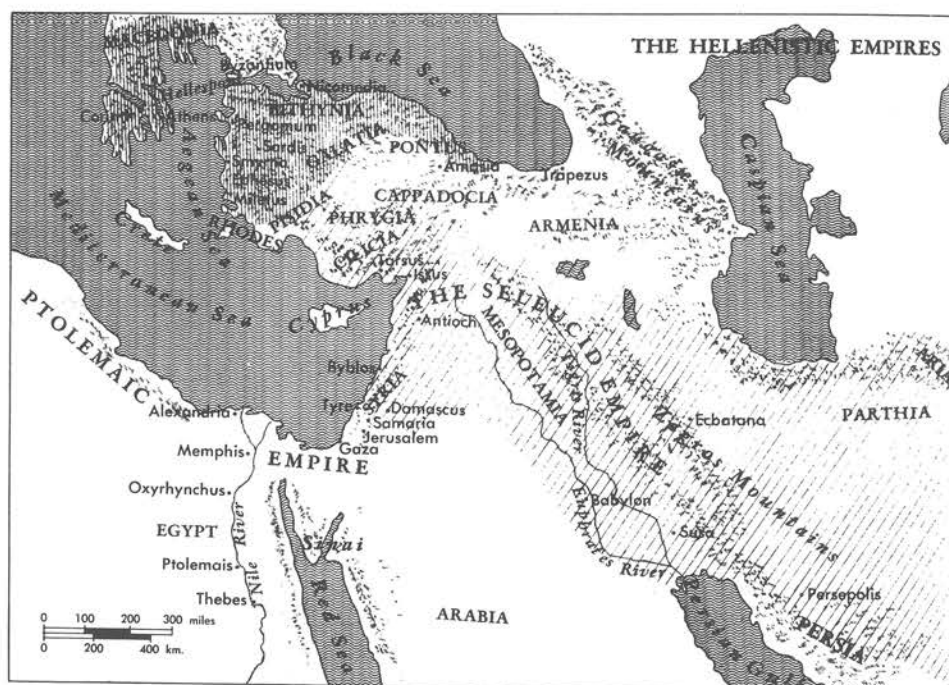 THE HELLENISTIC EMPIRES
MACEDONIA
Byzantium
Black Sea
Hellespont
Nicomedia
BITHYNIA
Athens
Pergamum
Aegean Sea
Sardis
GALATIA
PONTUS
Smyrna
Amasia
Trapezus
Ephesus
Miletus
Caucasus Mountains
Caspian Sea
PISIDIA
PHRYGIA
CAPPADOCIA
ARMENIA
RHODES
CILICIA
Tarsus
Issus
Crete
Mediterranean Sea
Cyprus
THE SELEUCID EMPIRE
Antioch
MESOPOTAMIA
Tigris River
PTOLEMAIC
EMPIRE
Byblos
SYRIA
Tyre
Damascus
Samaria
Jerusalem
Gaza
Alexandria
Memphis
Oxyrhynchus
EGYPT
Nile River
Ptolemais
Thebes
Sinai
Red Sea
ARABIA
Ecbatana
PARTHIA
Zagros Mountains
Babylon
Susa
Euphrates River
Persepolis
PERSIA
Persian Gulf
0 100 200 300 miles
0 200 400 km.